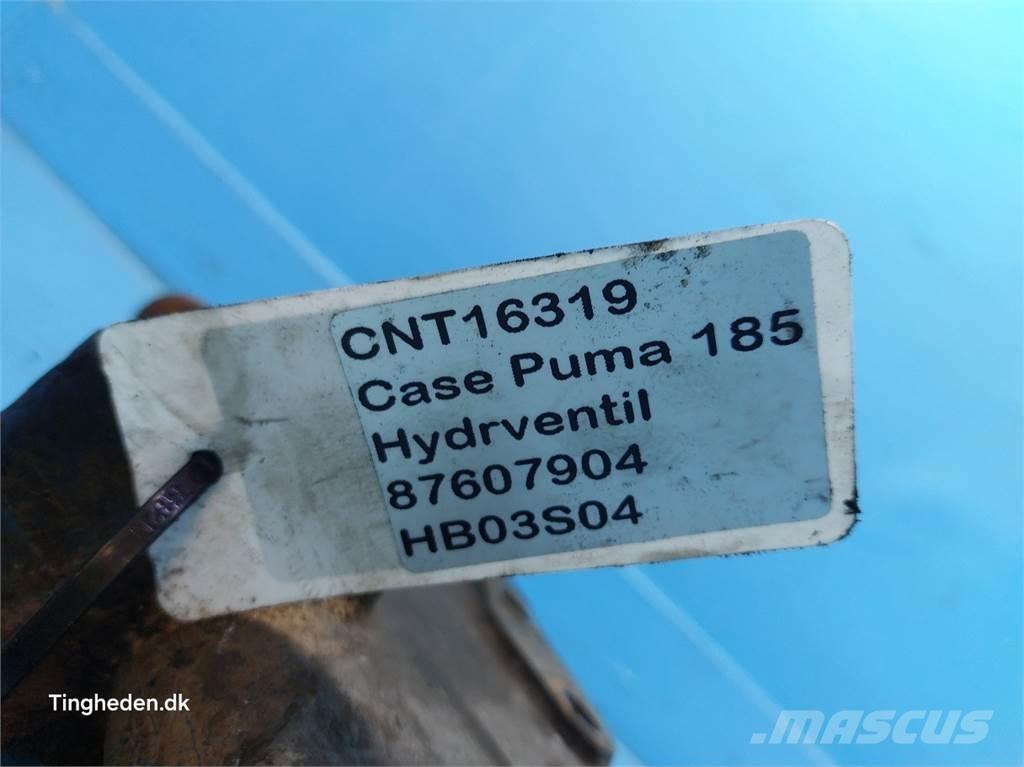 CNT16319
Case Puma 185
Hydrventil
87607904
HB03S04
Tingheden.dk
MASCUS